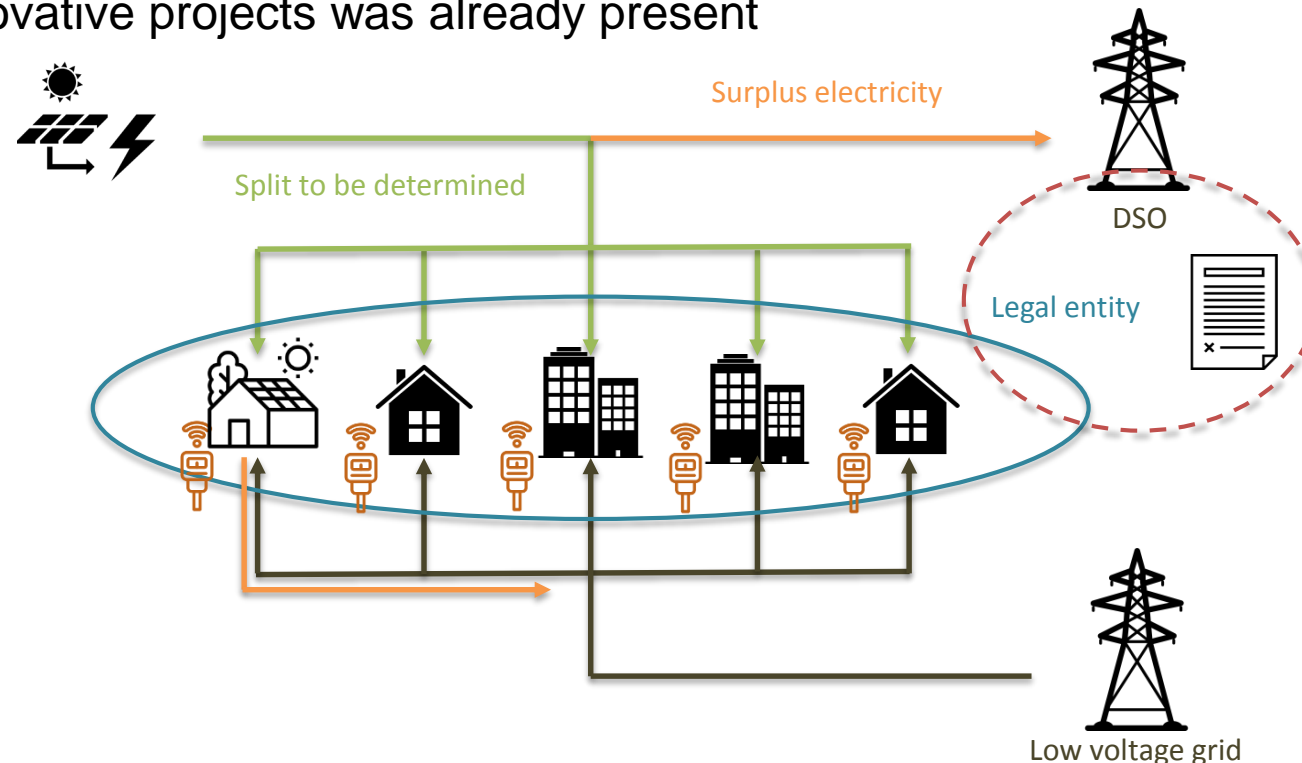 ovative projects was already present
Surplus electricity
Split to be determined
DSO
Legal entity
Low voltage grid